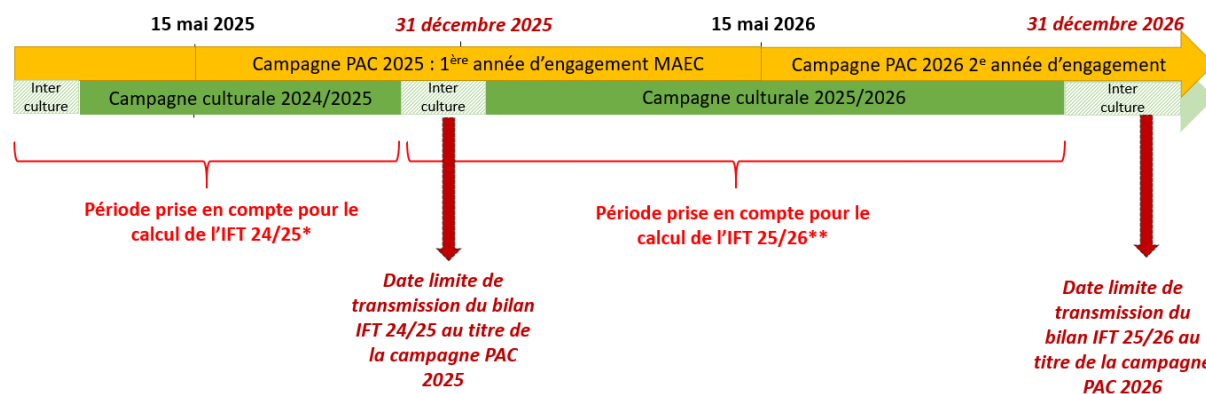 15 mai 2025
31 décembre 2025
15 mai 2026
31 décembre 2026
Campagne PAC 2025 : 1ère année d’engagement MAEC
Campagne PAC 2026 2e année d’engagement
Inter
culture
Campagne culturale 2024/2025
Inter
culture
Campagne culturale 2025/2026
Inter
culture
Période prise en compte pour le
calcul de l’IFT 24/25*
Période prise en compte pour le
calcul de l’IFT 25/26**
Date limite de
transmission du bilan
IFT 24/25 au titre de
la campagne PAC
2025
Date limite de
transmission du
bilan IFT 25/26 au
titre de la campagne
PAC 2026